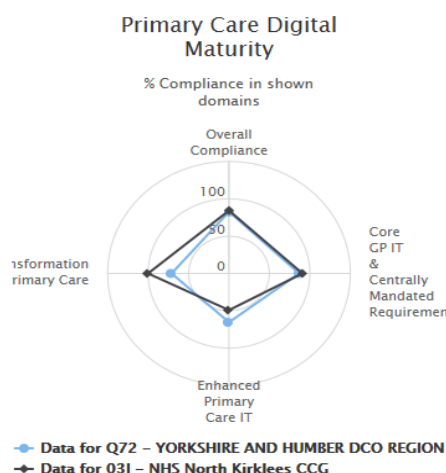 Primary Care Digital
Maturity
% Compliance in shown
domains
Overall
Compliance
100
50
0
Core
GP IT
&
Centrally
Mandated
Requiremen
nsformation
rimary Care
Enhanced
Primary
Care IT
Data for Q72 – YORKSHIRE AND HUMBER DCO REGION
Data for 03J – NHS North Kirklees CCG